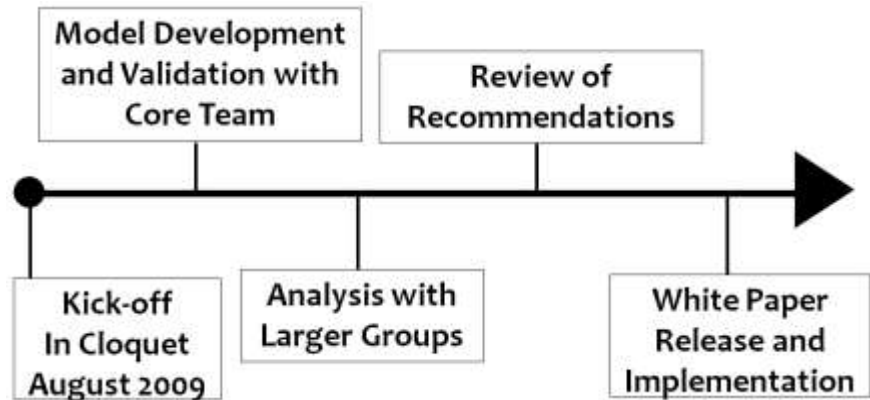 Model Development
and Validation with
Core Team
Review of
Recommendations
Kick-off
In Cloquet
August 2009
Analysis with
Larger Groups
White Paper
Release and
Implementation